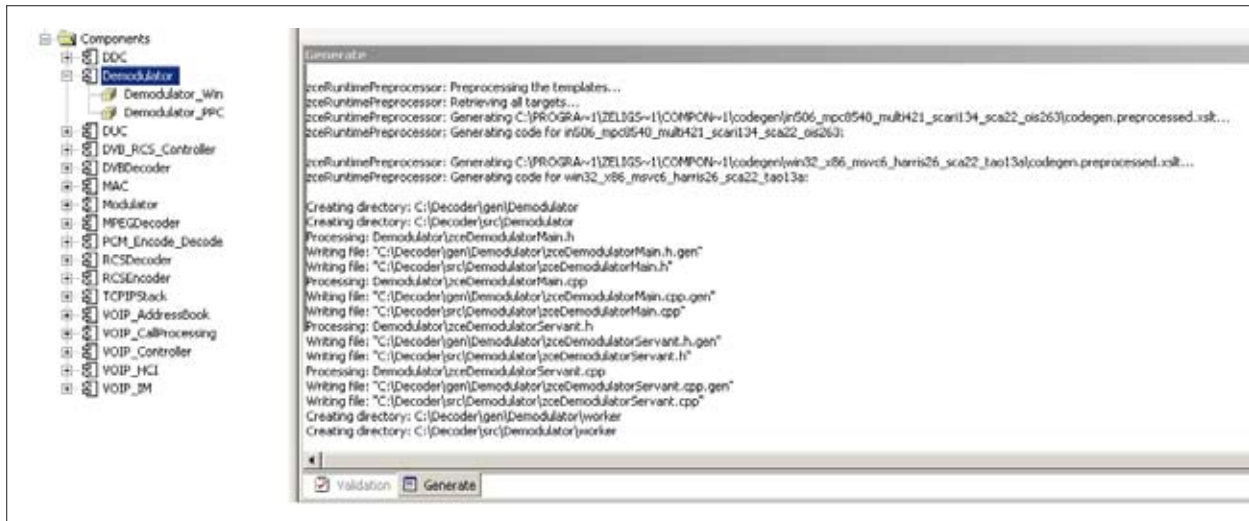 Components
DDC
Demodulator
Demodulator_Win
Demodulator_PPC
DUC
DVB_RCS_Controller
DVBDecoder
MAC
Modulator
MPEGDecoder
PCM_Encode_Decode
RCSDecoder
RCSEncoder
TCPIPStack
VOIP_AddressBook
VOIP_CallProcessing
VOIP_Controller
VOIP_HCI
VOIP_IM
Generate
zceRuntimePreprocessor: Preprocessing the templates...
zceRuntimePreprocessor: Retrieving all targets...
zceRuntimePreprocessor: Generating C:\PROGRA~1\ZELIGS~1\COMPON~1\codegen\in506_mpc8540_multi421_scari134_sca22_ois263\codegen.preprocessed.xslt...
zceRuntimePreprocessor: Generating code for in506_mpc8540_multi421_scari134_sca22_ois263:
zceRuntimePreprocessor: Generating C:\PROGRA~1\ZELIGS~1\COMPON~1\codegen\win32_x86_msvc6_harris26_sca22_tao13a\codegen.preprocessed.xslt...
zceRuntimePreprocessor: Generating code for win32_x86_msvc6_harris26_sca22_tao13a:
Creating directory: C:\Decoder\gen\Demodulator
Creating directory: C:\Decoder\src\Demodulator
Processing: Demodulator\zceDemodulatorMain.h
Writing file: "C:\Decoder\gen\Demodulator\zceDemodulatorMain.h.gen"
Writing file: "C:\Decoder\src\Demodulator\zceDemodulatorMain.h"
Processing: Demodulator\zceDemodulatorMain.cpp
Writing file: "C:\Decoder\gen\Demodulator\zceDemodulatorMain.cpp.gen"
Writing file: "C:\Decoder\src\Demodulator\zceDemodulatorMain.cpp"
Processing: Demodulator\zceDemodulatorServant.h
Writing file: "C:\Decoder\gen\Demodulator\zceDemodulatorServant.h.gen"
Writing file: "C:\Decoder\src\Demodulator\zceDemodulatorServant.h"
Processing: Demodulator\zceDemodulatorServant.cpp
Writing file: "C:\Decoder\gen\Demodulator\zceDemodulatorServant.cpp.gen"
Writing file: "C:\Decoder\src\Demodulator\zceDemodulatorServant.cpp"
Creating directory: C:\Decoder\gen\Demodulator\worker
Creating directory: C:\Decoder\src\Demodulator\worker
Validation Generate